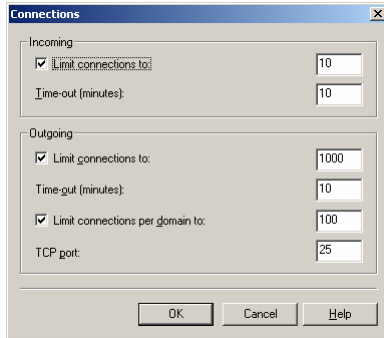 Connections
Incoming
Limit connections to: 10
Time-out (minutes): 10
Outgoing
Limit connections to: 1000
Time-out (minutes): 10
Limit connections per domain to: 100
TCP port: 25
OK Cancel Help